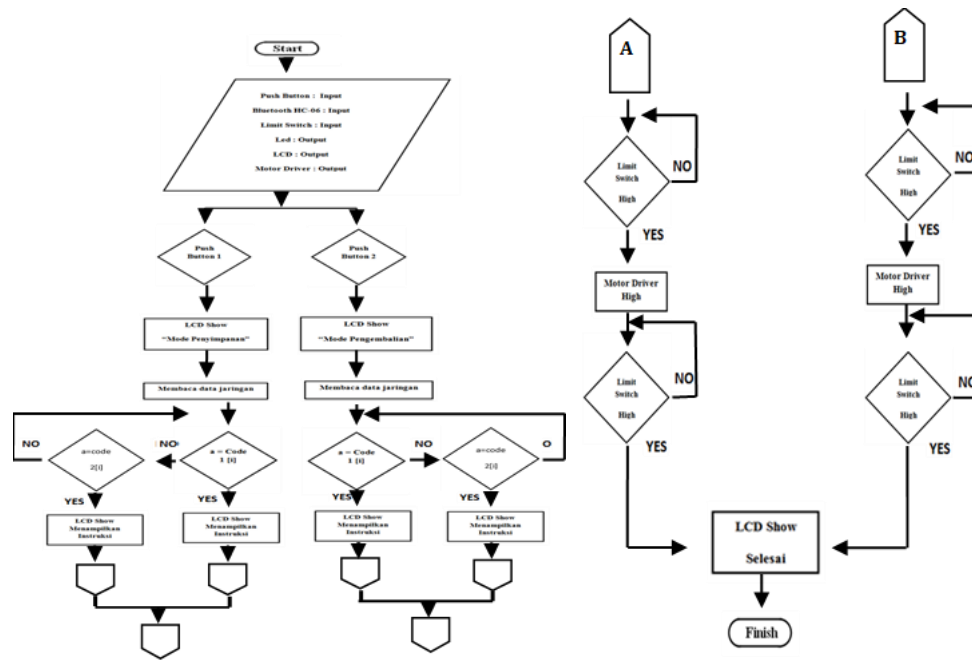 Start
Push Button : Input
Bluetooth HC-06 : Input
Limit Switch : Input
Led : Output
LCD : Output
Motor Driver : Output
Push
Button 1
Push
Button 2
LCD Show
“Mode Penyimpanan”
LCD Show
“Mode Pengembalian”
Membaca data jaringan
Membaca data jaringan
NO
a=code
2[i]
NO
a = Code
1 [i]
a = Code
1 [i]
NO
a=code
2[i]
O
YES
YES
YES
YES
LCD Show
Menampilkan
Instruksi
LCD Show
Menampilkan
Instruksi
LCD Show
Menampilkan
Instruksi
LCD Show
Menampilkan
Instruksi
A
Limit
Switch
High
NO
YES
Motor Driver
High
Limit
Switch
High
NO
YES
B
Limit
Switch
High
NO
YES
Motor Driver
High
Limit
Switch
High
NO
YES
LCD Show
Selesai
Finish